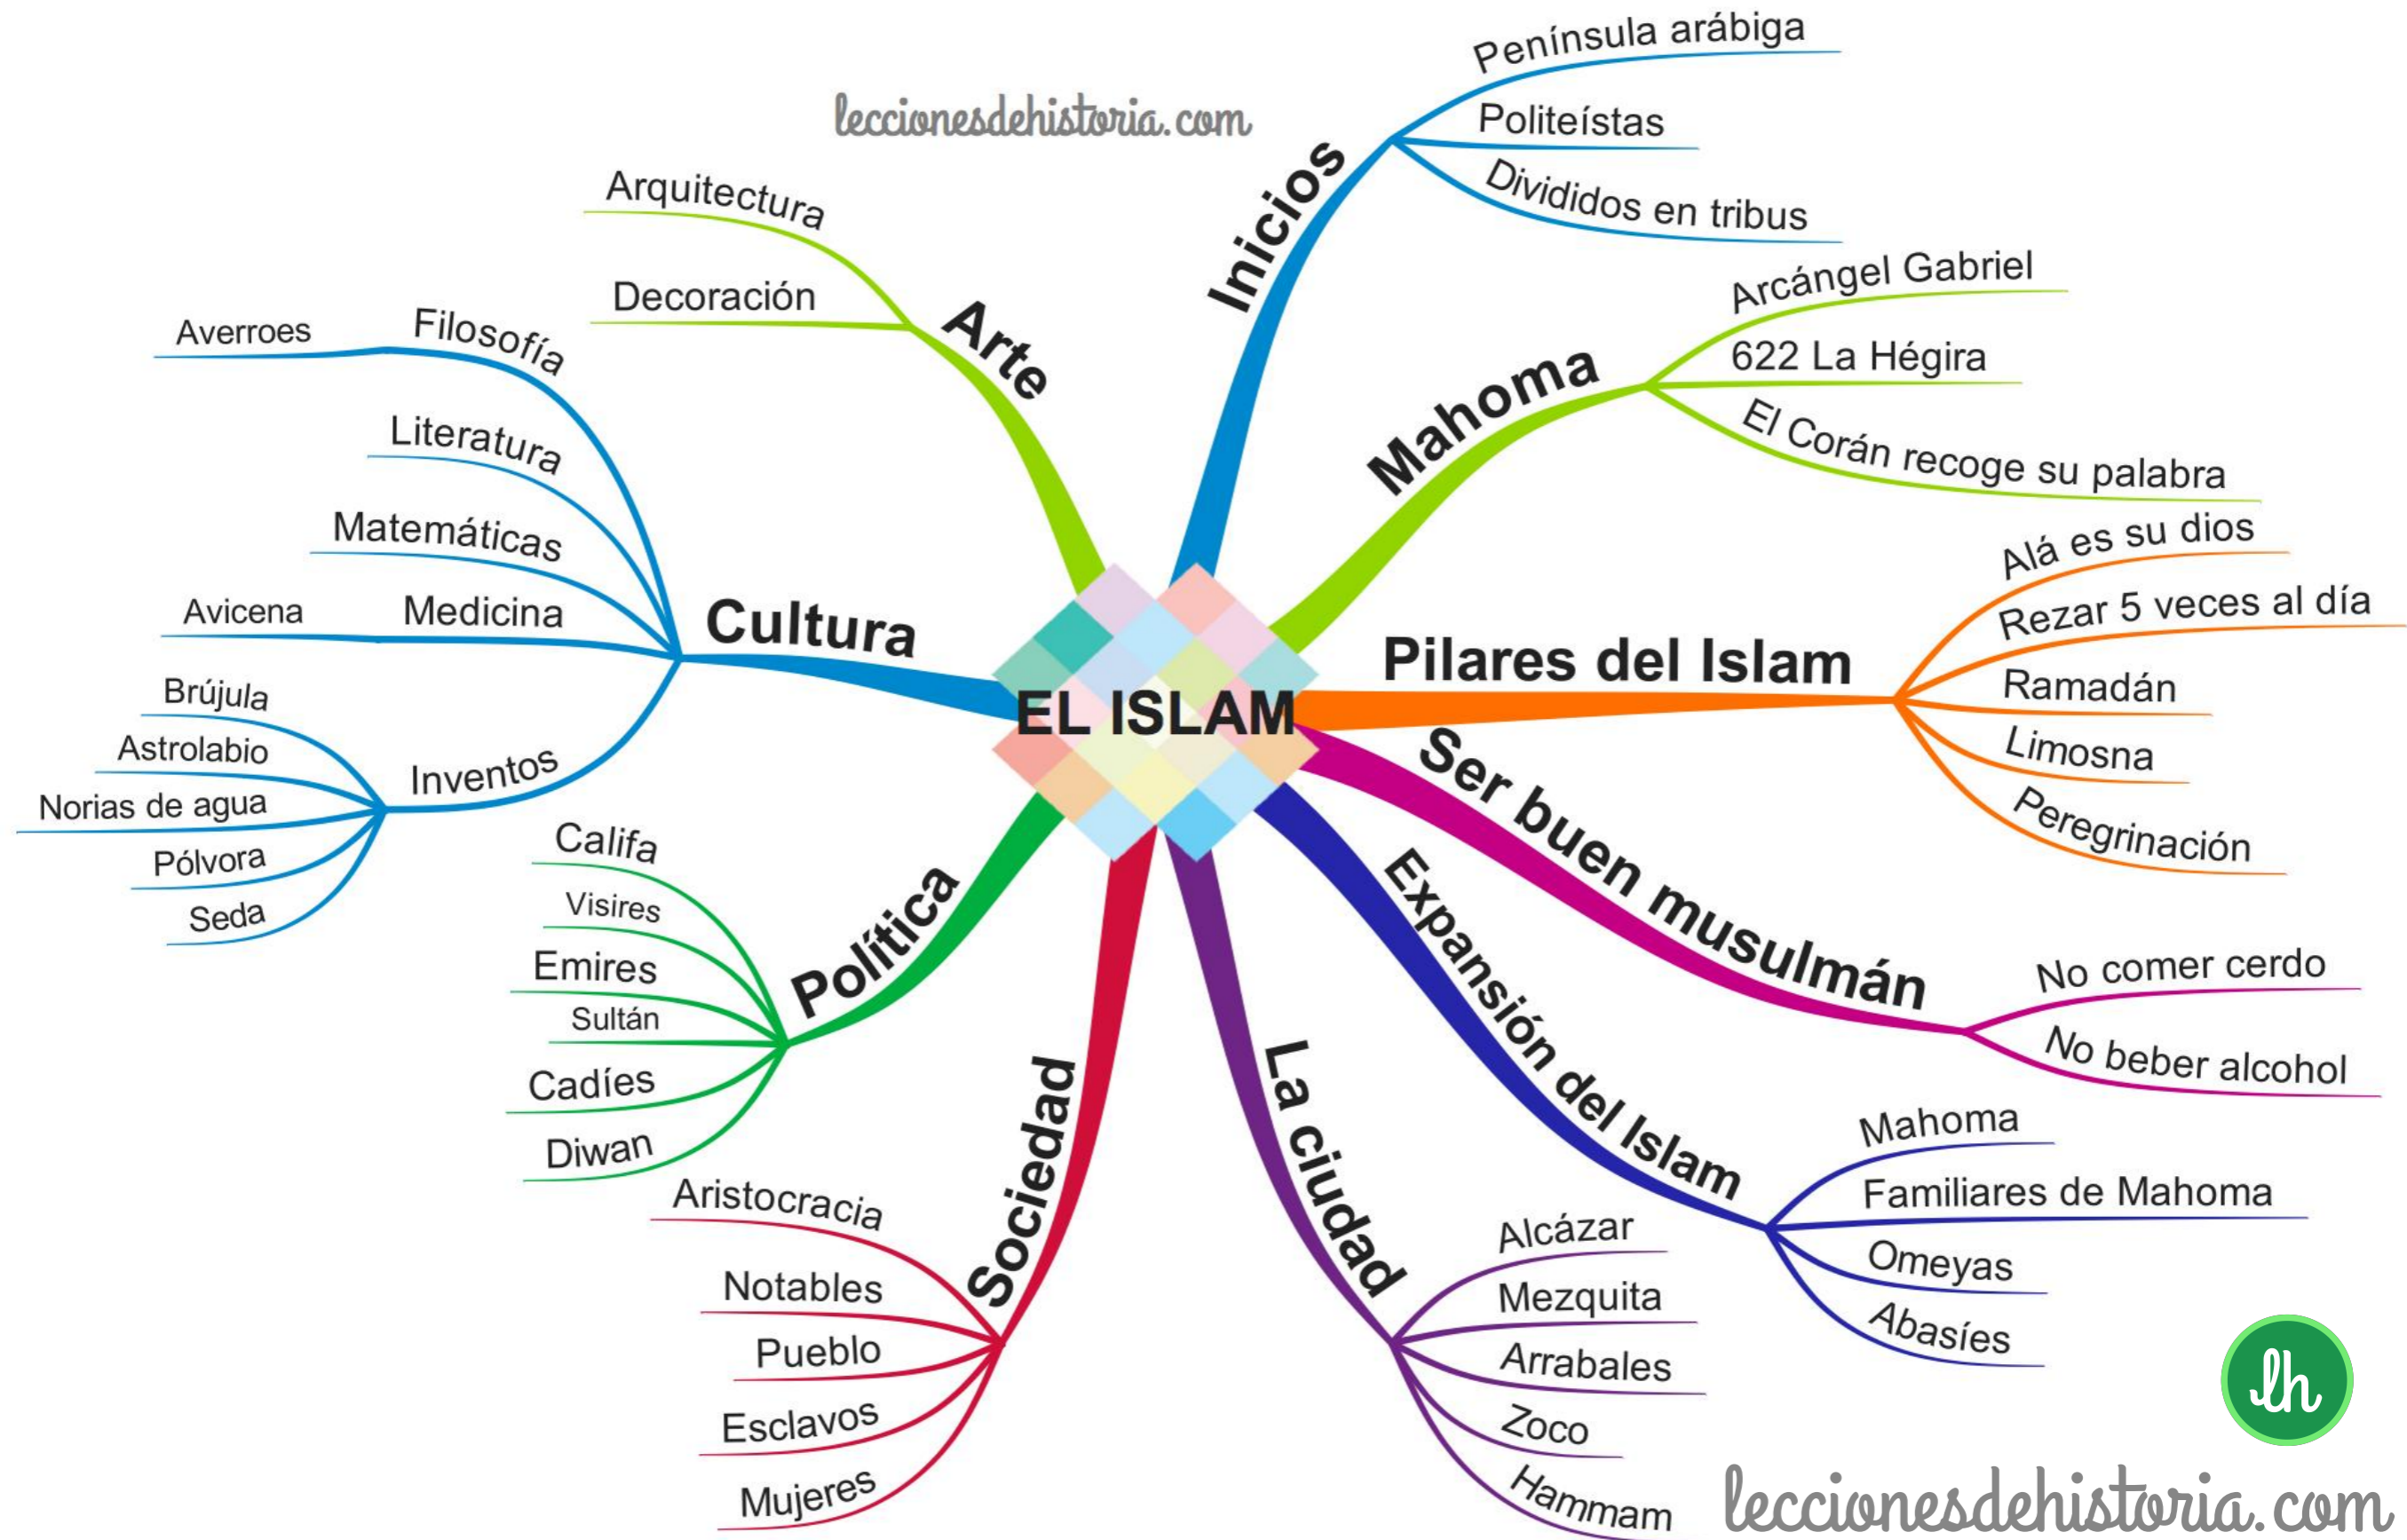 leccionesdehistoria.com
EL ISLAM
Inicios
Península arábiga
Politeístas
Divididos en tribus
Mahoma
Arcángel Gabriel
622 La Hégira
El Corán recoge su palabra
Pilares del Islam
Alá es su dios
Rezar 5 veces al día
Ramadán
Limosna
Peregrinación
Ser buen musulmán
No comer cerdo
No beber alcohol
Expansión del Islam
Mahoma
Familiares de Mahoma
Omeyas
Abasíes
La ciudad
Alcázar
Mezquita
Arrabales
Zoco
Hammam
Sociedad
Aristocracia
Notables
Pueblo
Esclavos
Mujeres
Política
Califa
Visires
Emires
Sultán
Cadíes
Diwan
Cultura
Filosofía
Averroes
Literatura
Matemáticas
Medicina
Avicena
Inventos
Brújula
Astrolabio
Norias de agua
Pólvora
Seda
Arte
Arquitectura
Decoración
lh
leccionesdehistoria.com